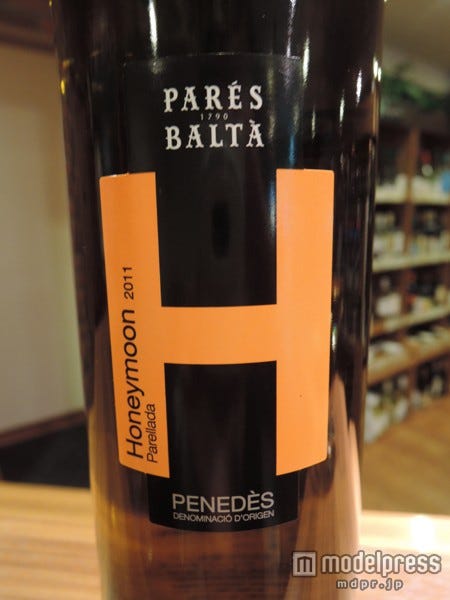 PARÉS
1790
BALTÀ
H
Honeymoon 2011
Parellada
PENEDÈS
DENOMINACIÓ D'ORIGEN
m modelpress
mdpr.jp